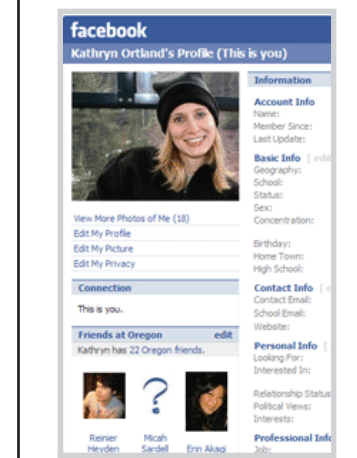 facebook
Kathryn Ortland's Profile (This is you)
View More Photos of Me (18)
Edit My Profile
Edit My Picture
Edit My Privacy
Connection
This is you.
Friends at Oregon edit
Kathryn has 22 Oregon friends.
?
Reinier
Heyden
Micah
Sardell
Erin Akagi
Information
Account Info
Name:
Member Since:
Last Update:
Basic Info [ edit
Geography:
School:
Status:
Sex:
Concentration:
Birthday:
Home Town:
High School:
Contact Info [
Contact Email:
School Email:
Website:
Personal Info [
Looking For:
Interested In:
Relationship Status
Political Views:
Interests:
Professional Info
Job: